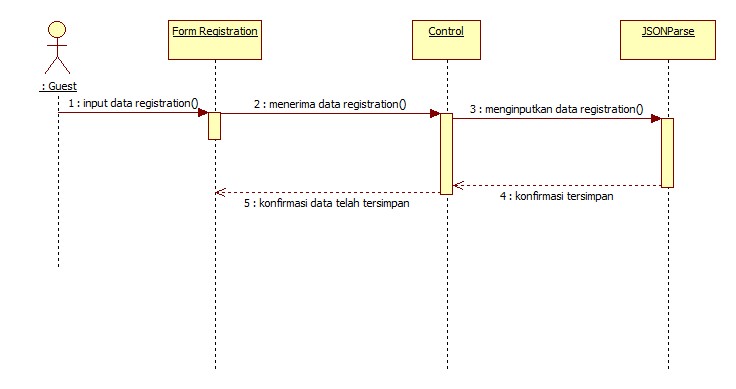 Form Registration
Control
JSONParse
: Guest
1 : input data registration()
2 : menerima data registration()
3 : menginputkan data registration()
4 : konfirmasi tersimpan
5 : konfirmasi data telah tersimpan